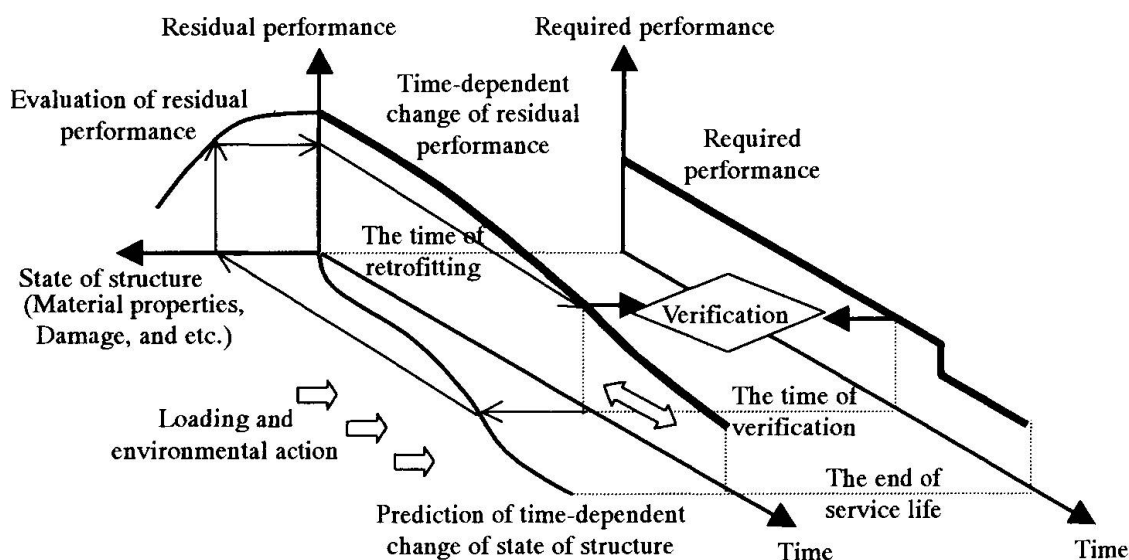 Residual performance
Required performance
Evaluation of residual
performance
Time-dependent
change of residual
performance
Required
performance
The time of
retrofitting
State of structure
(Material properties,
Damage, and etc.)
Verification
Loading and
environmental action
The time of
verification
The end of
service life
Prediction of time-dependent
change of state of structure
Time
Time